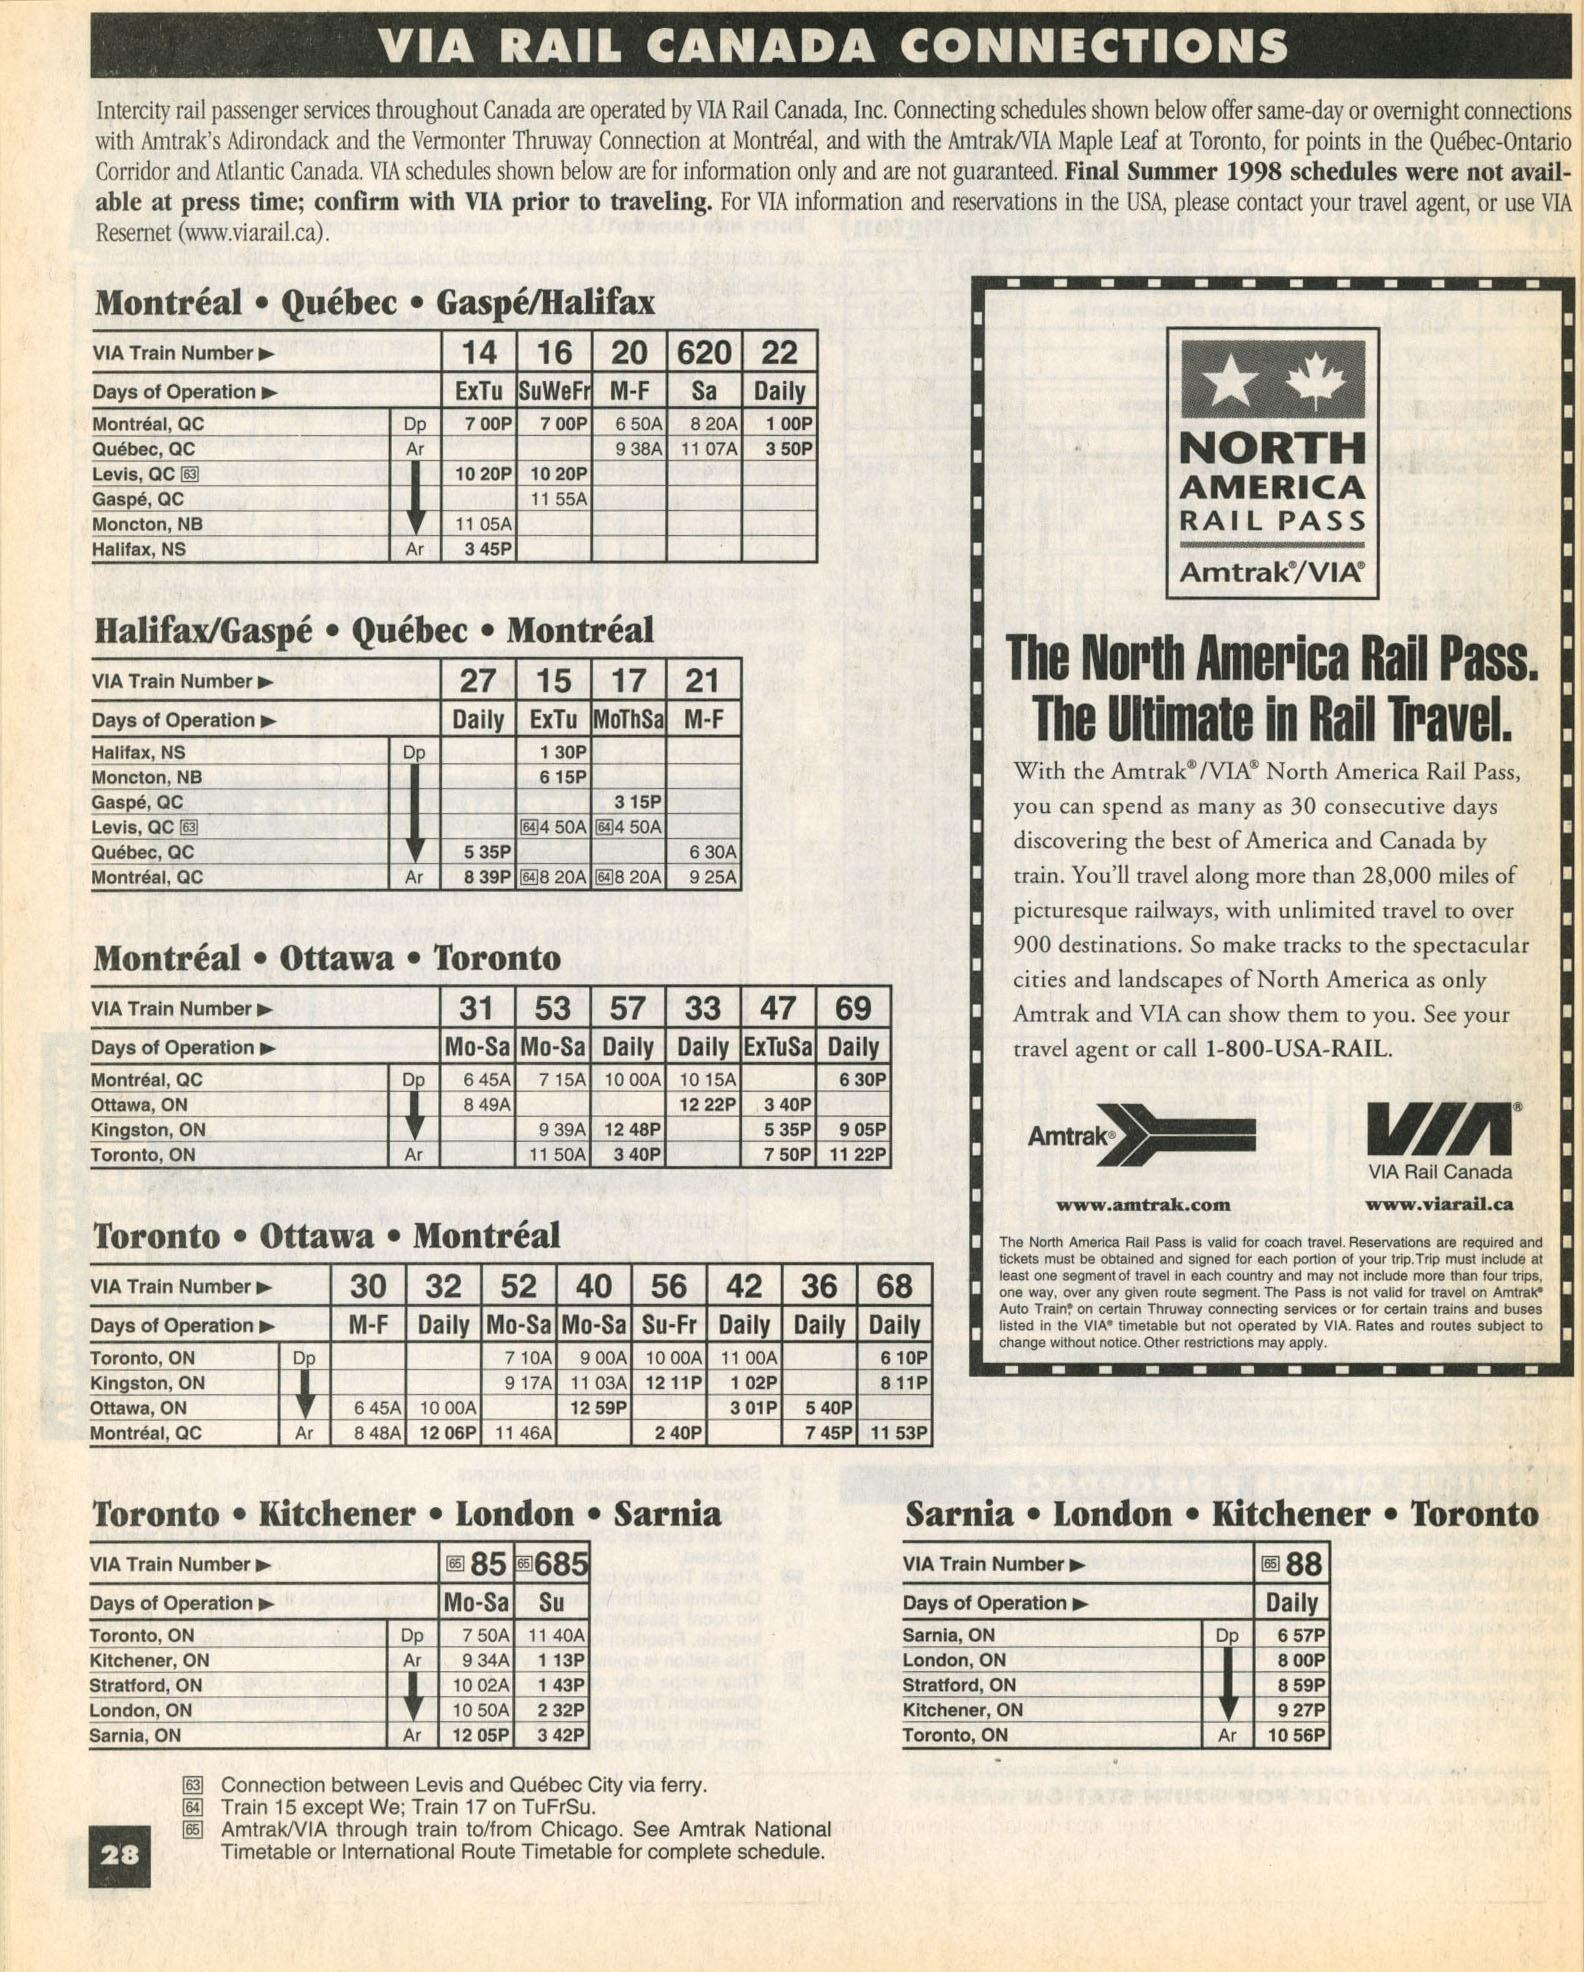 VIA RAIL CANADA CONNECTIONS
Intercity rail passenger services throughout Canada are operated by VIA Rail Canada, Inc. Connecting schedules shown below offer same-day or overnight connections
with Amtrak's Adirondack and the Vermonter Thruway Connection at Montréal, and with the Amtrak/VIA Maple Leaf at Toronto, for points in the Québec-Ontario
Corridor and Atlantic Canada. VIA schedules shown below are for information only and are not guaranteed. Final Summer 1998 schedules were not avail-
able at press time; confirm with VIA prior to traveling. For VIA information and reservations in the USA, please contact your travel agent, or use VIA
Resernet (www.viarail.ca).
Montréal • Québec • Gaspé/Halifax
VIA Train Number ► 14 16 20 620 22
Days of Operation ► ExTu SuWeFr M-F Sa Daily
Montréal, QC Dp 7 00P 7 00P 6 50A 8 20A 1 00P
Québec, QC Ar 9 38A 11 07A 3 50P
Levis, QC 63 10 20P 10 20P
Gaspé, QC 11 55A
Moncton, NB 11 05A
Halifax, NS Ar 3 45P
Halifax/Gaspé • Québec • Montréal
VIA Train Number ► 27 15 17 21
Days of Operation ► Daily ExTu MoThSa M-F
Halifax, NS Dp 1 30P
Moncton, NB 6 15P
Gaspé, QC 3 15P
Levis, QC 63 64 4 50A 64 4 50A
Québec, QC 5 35P 6 30A
Montréal, QC Ar 8 39P 64 8 20A 64 8 20A 9 25A
Montréal • Ottawa • Toronto
VIA Train Number ► 31 53 57 33 47 69
Days of Operation ► Mo-Sa Mo-Sa Daily Daily ExTuSa Daily
Montréal, QC Dp 6 45A 7 15A 10 00A 10 15A 6 30P
Ottawa, ON 8 49A 12 22P 3 40P
Kingston, ON 9 39A 12 48P 5 35P 9 05P
Toronto, ON Ar 11 50A 3 40P 7 50P 11 22P
Toronto • Ottawa • Montréal
VIA Train Number ► 30 32 52 40 56 42 36 68
Days of Operation ► M-F Daily Mo-Sa Mo-Sa Su-Fr Daily Daily Daily
Toronto, ON Dp 7 10A 9 00A 10 00A 11 00A 6 10P
Kingston, ON 9 17A 11 03A 12 11P 1 02P 8 11P
Ottawa, ON 6 45A 10 00A 12 59P 3 01P 5 40P
Montréal, QC Ar 8 48A 12 06P 11 46A 2 40P 7 45P 11 53P
NORTH
AMERICA
RAIL PASS
Amtrak®/VIA®
The North America Rail Pass.
The Ultimate in Rail Travel.
With the Amtrak®/VIA® North America Rail Pass,
you can spend as many as 30 consecutive days
discovering the best of America and Canada by
train. You'll travel along more than 28,000 miles of
picturesque railways, with unlimited travel to over
900 destinations. So make tracks to the spectacular
cities and landscapes of North America as only
Amtrak and VIA can show them to you. See your
travel agent or call 1-800-USA-RAIL.
Amtrak®
VIA®
VIA Rail Canada
www.amtrak.com
www.viarail.ca
The North America Rail Pass is valid for coach travel. Reservations are required and
tickets must be obtained and signed for each portion of your trip. Trip must include at
least one segment of travel in each country and may not include more than four trips,
one way, over any given route segment. The Pass is not valid for travel on Amtrak®
Auto Train®, on certain Thruway connecting services or for certain trains and buses
listed in the VIA® timetable but not operated by VIA. Rates and routes subject to
change without notice. Other restrictions may apply.
Toronto • Kitchener • London • Sarnia
VIA Train Number ► 65 85 65 685
Days of Operation ► Mo-Sa Su
Toronto, ON Dp 7 50A 11 40A
Kitchener, ON Ar 9 34A 1 13P
Stratford, ON 10 02A 1 43P
London, ON 10 50A 2 32P
Sarnia, ON Ar 12 05P 3 42P
Sarnia • London • Kitchener • Toronto
VIA Train Number ► 65 88
Days of Operation ► Daily
Sarnia, ON Dp 6 57P
London, ON 8 00P
Stratford, ON 8 59P
Kitchener, ON 9 27P
Toronto, ON Ar 10 56P
63 Connection between Levis and Québec City via ferry.
64 Train 15 except We; Train 17 on TuFrSu.
65 Amtrak/VIA through train to/from Chicago. See Amtrak National
Timetable or International Route Timetable for complete schedule.
28